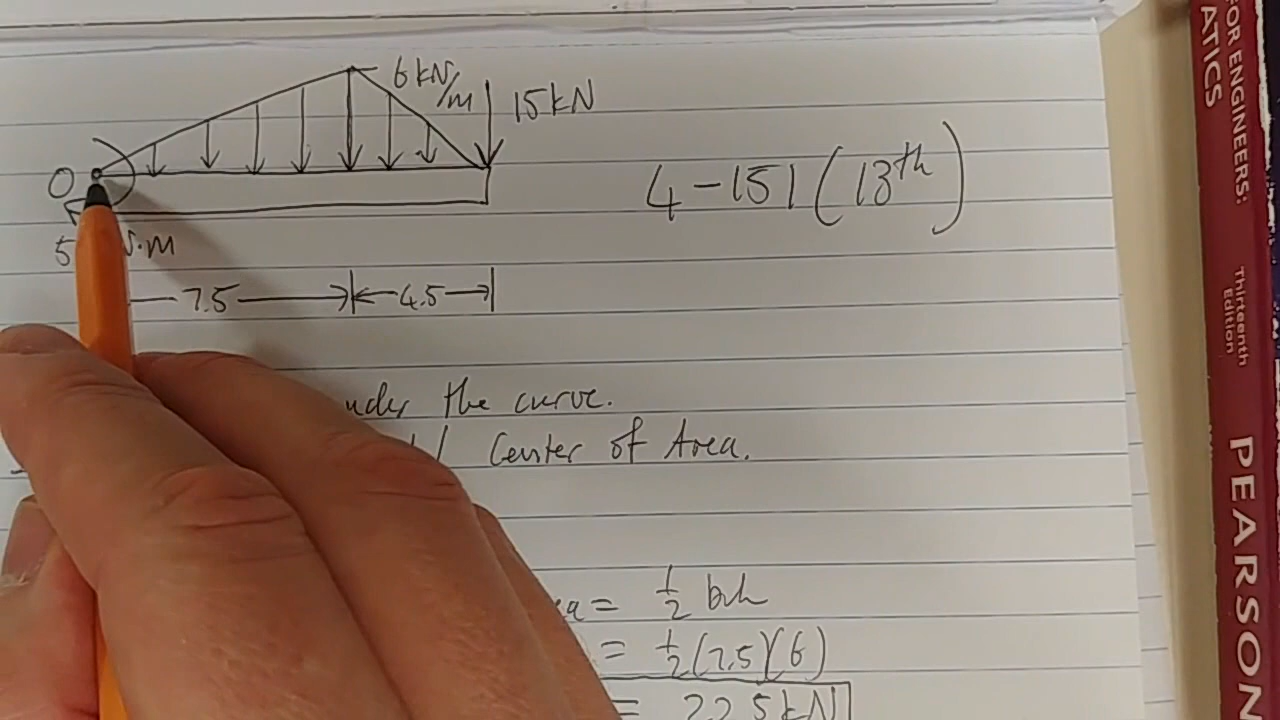 6 kN/m
15 kN
O
4-151 (13th)
5 N·m
7.5
4.5
under the curve.
Center of Area.
= ½ bh
= ½(7.5)(6)
= 22.5 kN
FOR ENGINEERS:
ATICS
Thirteenth
Edition
PEARSON